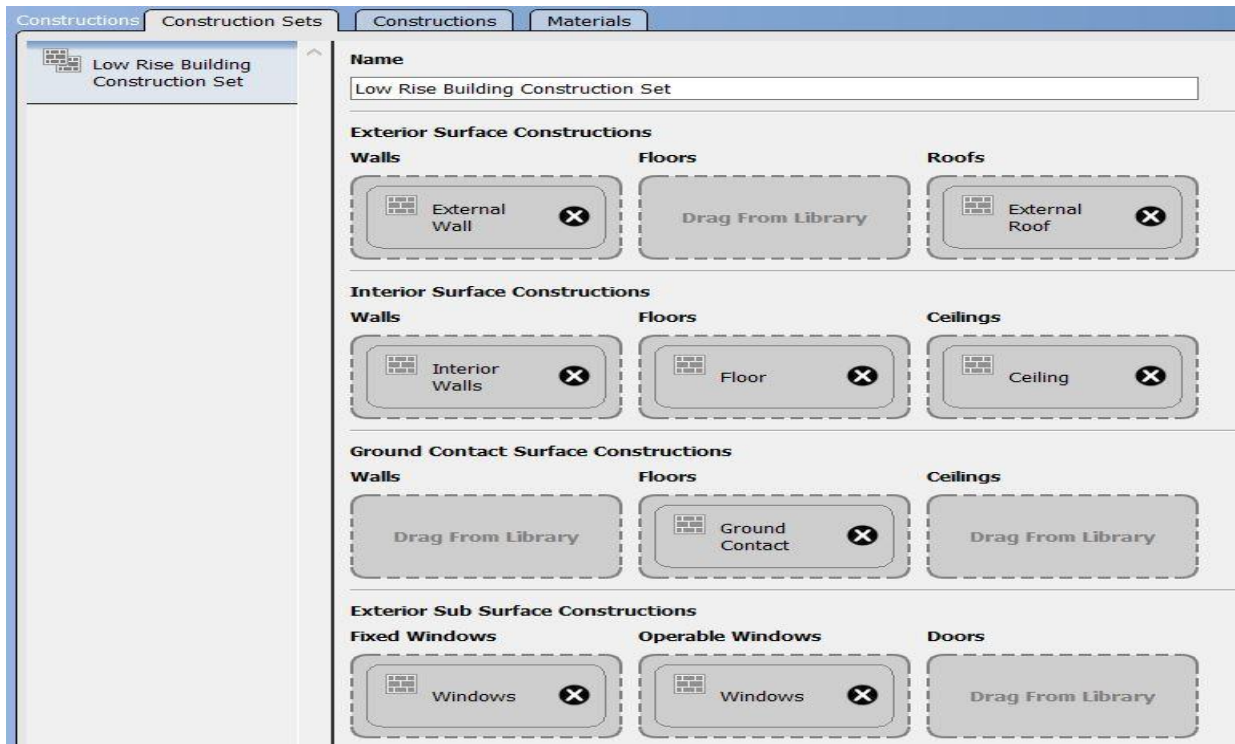 Constructions Construction Sets Constructions Materials
Low Rise Building
Construction Set
Name
Low Rise Building Construction Set
Exterior Surface Constructions
Walls Floors Roofs
External
Wall
Drag From Library
External
Roof
Interior Surface Constructions
Walls Floors Ceilings
Interior
Walls
Floor
Ceiling
Ground Contact Surface Constructions
Walls Floors Ceilings
Drag From Library
Ground
Contact
Drag From Library
Exterior Sub Surface Constructions
Fixed Windows Operable Windows Doors
Windows
Windows
Drag From Library